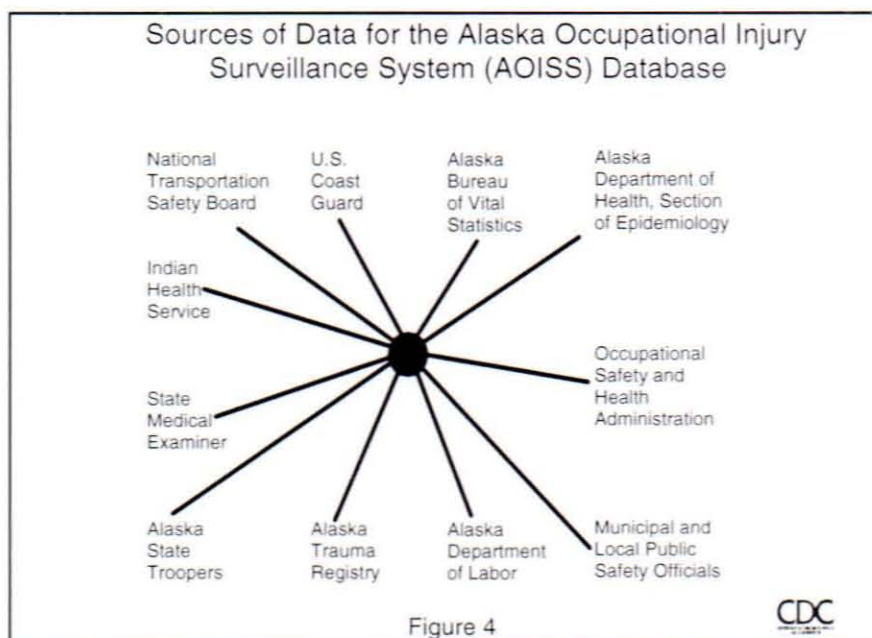 Sources of Data for the Alaska Occupational Injury
Surveillance System (AOISS) Database
National
Transportation
Safety Board
U.S.
Coast
Guard
Alaska
Bureau
of Vital
Statistics
Alaska
Department of
Health, Section
of Epidemiology
Indian
Health
Service
Occupational
Safety and
Health
Administration
State
Medical
Examiner
Alaska
State
Troopers
Alaska
Trauma
Registry
Alaska
Department
of Labor
Municipal and
Local Public
Safety Officials
Figure 4
CDC